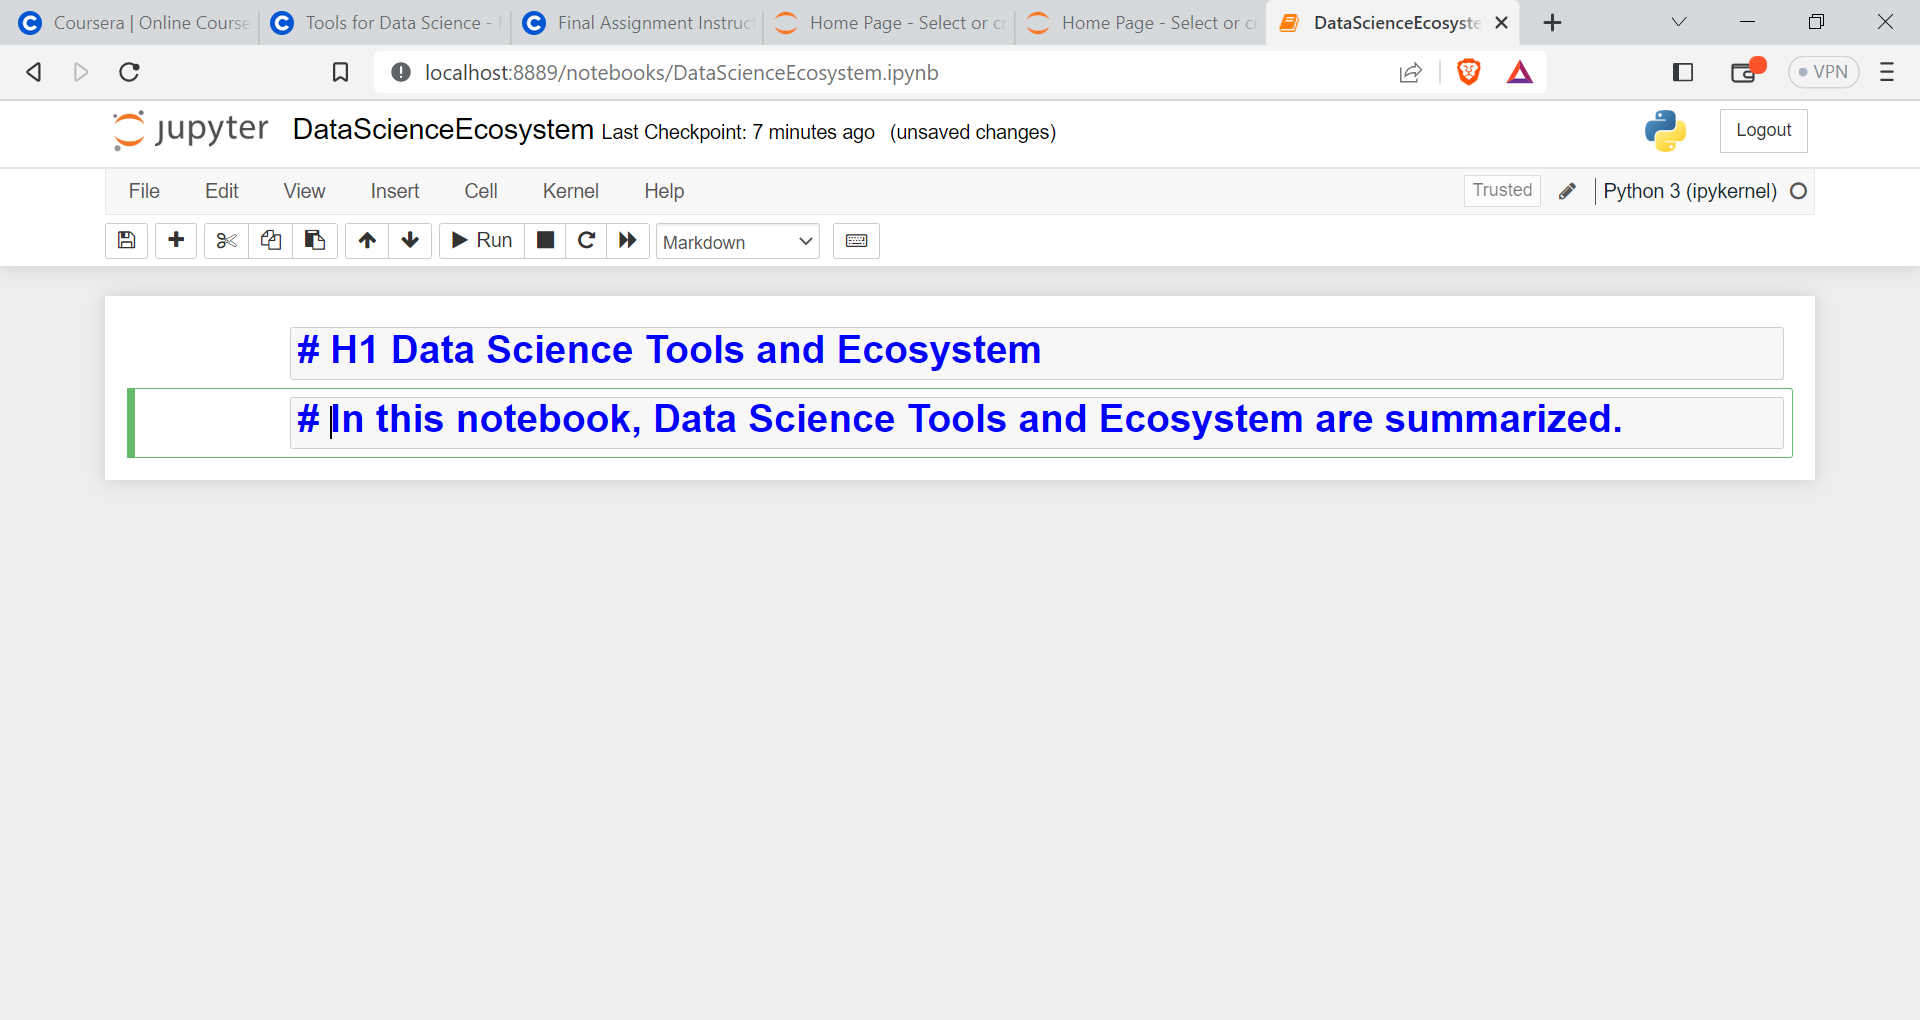 Coursera | Online Course
Tools for Data Science -
Final Assignment Instruc
Home Page - Select or cr
Home Page - Select or cr
DataScienceEcosyste
localhost:8889/notebooks/DataScienceEcosystem.ipynb
VPN
jupyter DataScienceEcosystem Last Checkpoint: 7 minutes ago (unsaved changes)
Logout
File Edit View Insert Cell Kernel Help
Trusted Python 3 (ipykernel)
Run Markdown
# H1 Data Science Tools and Ecosystem
# In this notebook, Data Science Tools and Ecosystem are summarized.